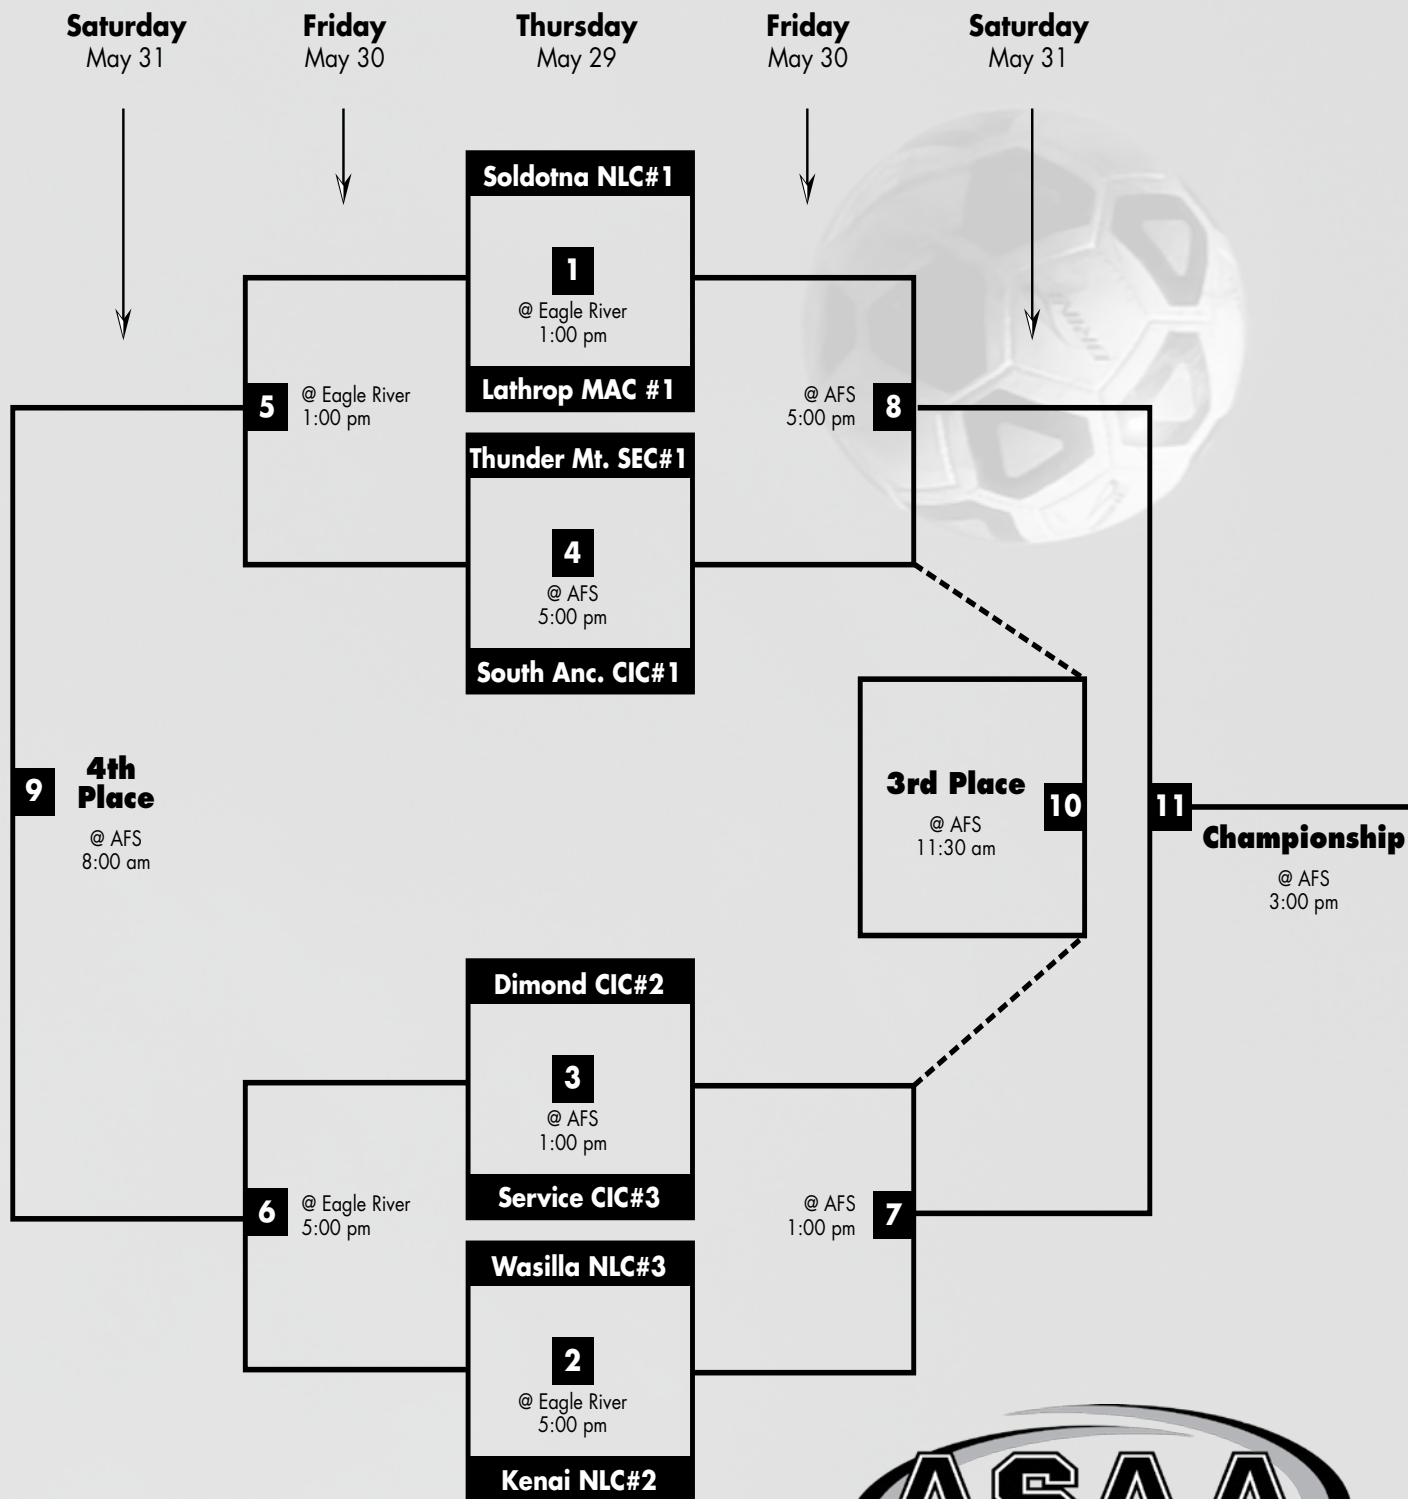 Saturday
May 31
Friday
May 30
Thursday
May 29
Friday
May 30
Saturday
May 31
Soldotna NLC#1
1
@ Eagle River
1:00 pm
Lathrop MAC #1
5
@ Eagle River
1:00 pm
@ AFS
5:00 pm
8
Thunder Mt. SEC#1
4
@ AFS
5:00 pm
South Anc. CIC#1
9
4th
Place
@ AFS
8:00 am
3rd Place
@ AFS
11:30 am
10
11
Championship
@ AFS
3:00 pm
Dimond CIC#2
3
@ AFS
1:00 pm
Service CIC#3
6
@ Eagle River
5:00 pm
@ AFS
1:00 pm
7
Wasilla NLC#3
2
@ Eagle River
5:00 pm
Kenai NLC#2
ASAA